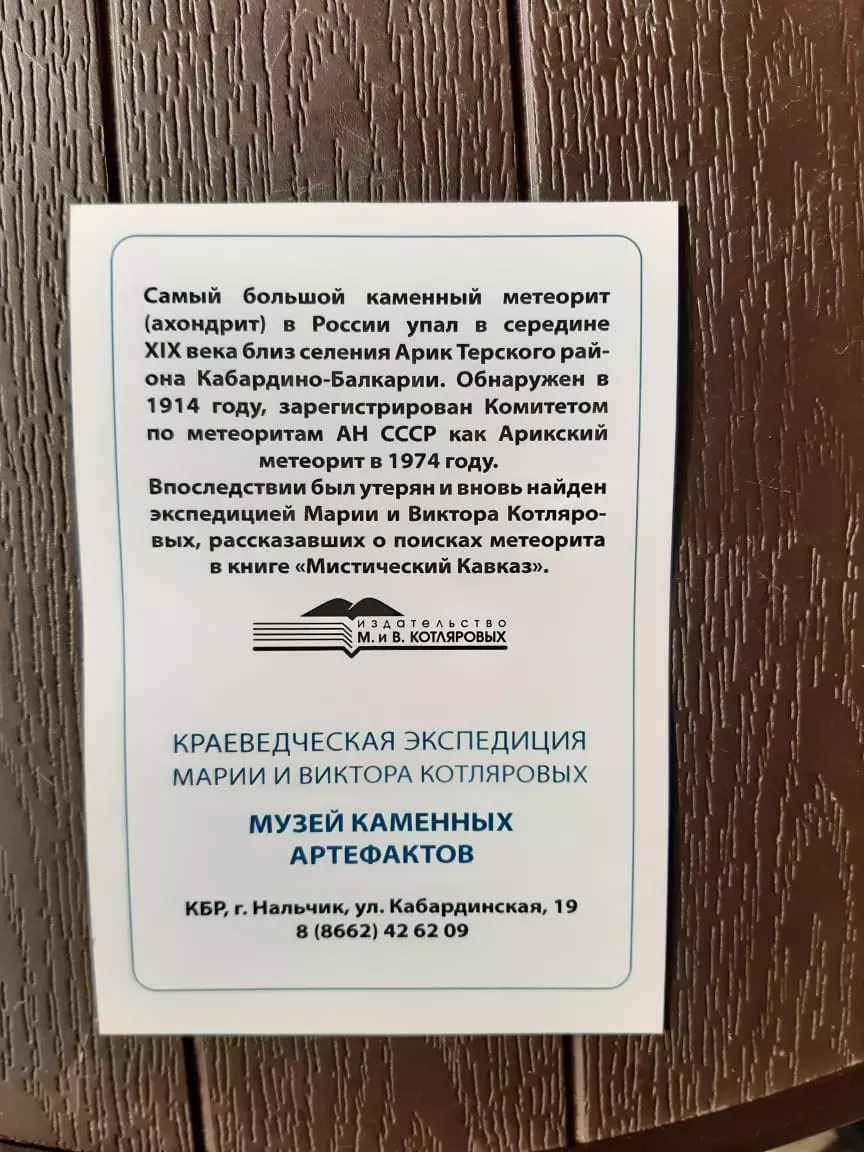 Самый большой каменный метеорит
(ахондрит) в России упал в середине
XIX века близ селения Арик Терского рай-
она Кабардино-Балкарии. Обнаружен в
1914 году, зарегистрирован Комитетом
по метеоритам АН СССР как Арикский
метеорит в 1974 году.
Впоследствии был утерян и вновь найден
экспедицией Марии и Виктора Котляро-
вых, рассказавших о поисках метеорита
в книге «Мистический Кавказ».
издательство
М. и В. КОТЛЯРОВЫХ
КРАЕВЕДЧЕСКАЯ ЭКСПЕДИЦИЯ
МАРИИ И ВИКТОРА КОТЛЯРОВЫХ
МУЗЕЙ КАМЕННЫХ
АРТЕФАКТОВ
КБР, г. Нальчик, ул. Кабардинская, 19
8 (8662) 42 62 09